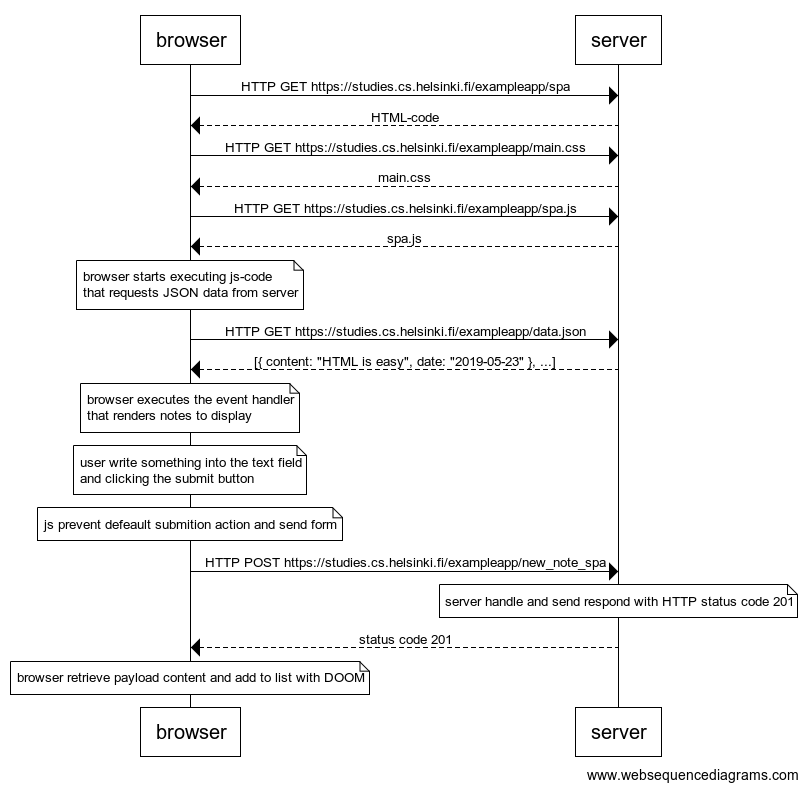 browser
server
HTTP GET https://studies.cs.helsinki.fi/exampleapp/spa
HTML-code
HTTP GET https://studies.cs.helsinki.fi/exampleapp/main.css
main.css
HTTP GET https://studies.cs.helsinki.fi/exampleapp/spa.js
spa.js
browser starts executing js-code
that requests JSON data from server
HTTP GET https://studies.cs.helsinki.fi/exampleapp/data.json
[{ content: "HTML is easy", date: "2019-05-23" }, ...]
browser executes the event handler
that renders notes to display
user write something into the text field
and clicking the submit button
js prevent defeault submition action and send form
HTTP POST https://studies.cs.helsinki.fi/exampleapp/new_note_spa
server handle and send respond with HTTP status code 201
status code 201
browser retrieve payload content and add to list with DOOM
browser
server
www.websequencediagrams.com